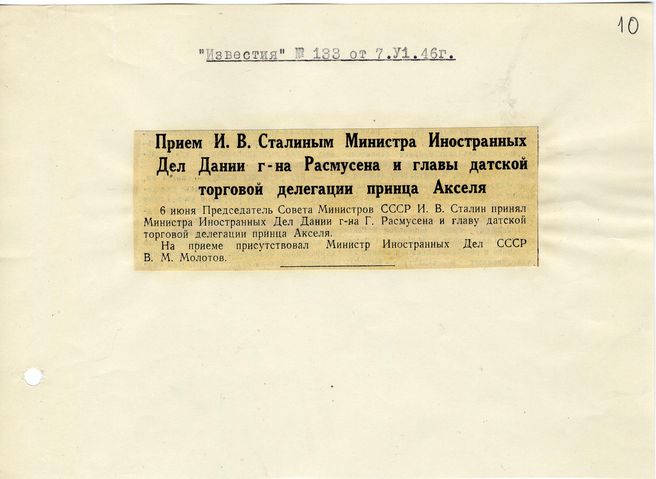 10
"Известия" № 133 от 7.У1.46г.
Прием И. В. Сталиным Министра Иностранных
Дел Дании г-на Расмусена и главы датской
торговой делегации принца Акселя
6 июня Председатель Совета Министров СССР И. В. Сталин принял
Министра Иностранных Дел Дании г-на Г. Расмусена и главу датской
торговой делегации принца Акселя.
На приеме присутствовал Министр Иностранных Дел СССР
В. М. Молотов.